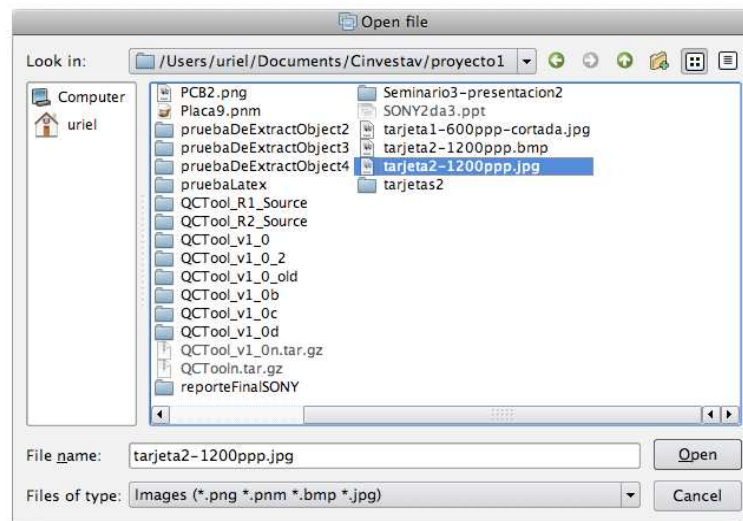 Open file
Look in:
/Users/uriel/Documents/Cinvestav/proyecto1
Computer
uriel
PCB2.png
Placa9.pnm
pruebaDeExtractObject2
pruebaDeExtractObject3
pruebaDeExtractObject4
pruebaLatex
QCTool_R1_Source
QCTool_R2_Source
QCTool_v1_0
QCTool_v1_0_2
QCTool_v1_0_old
QCTool_v1_0b
QCTool_v1_0c
QCTool_v1_0d
QCTool_v1_0n.tar.gz
QCTooln.tar.gz
reporteFinalSONY
Seminario3-presentacion2
SONY2da3.ppt
tarjeta1-600ppp-cortada.jpg
tarjeta2-1200ppp.bmp
tarjeta2-1200ppp.jpg
tarjetas2
File name:
tarjeta2-1200ppp.jpg
Open
Files of type:
Images (*.png *.pnm *.bmp *.jpg)
Cancel